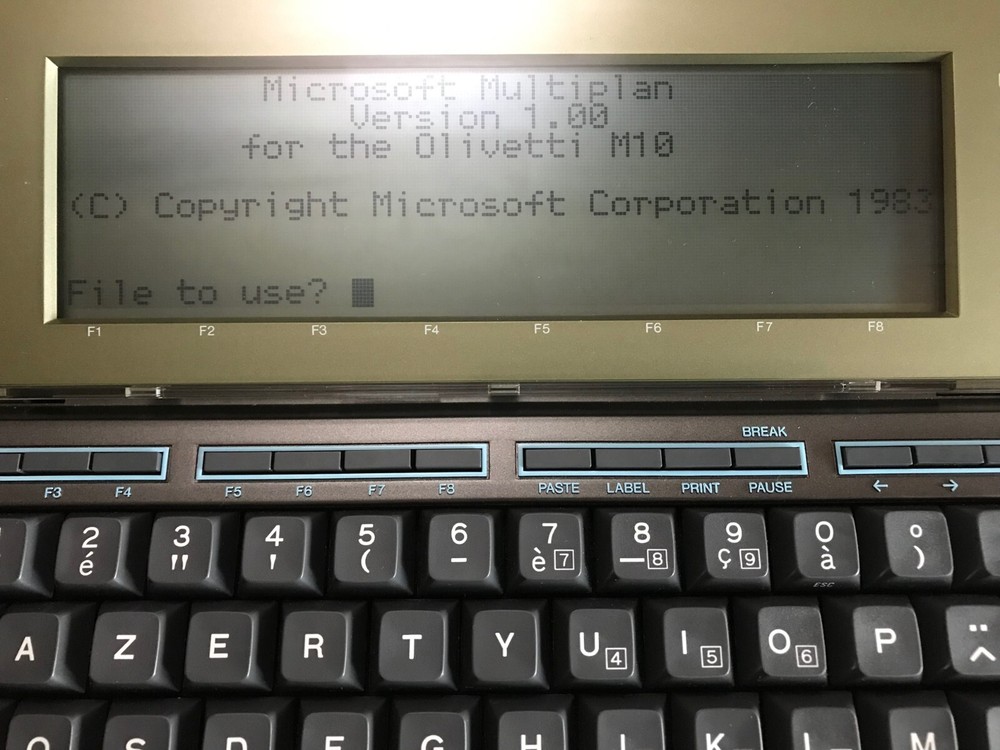 Microsoft Multiplan
Version 1.00
for the Olivetti M10
(C) Copyright Microsoft Corporation 1983
File to use?
F1 F2 F3 F4 F5 F6 F7 F8
BREAK
F3 F4 F5 F6 F7 F8 PASTE LABEL PRINT PAUSE ← →
2 3 4 5 6 7 8 9 0 °
é " ' ( – è 7 — 8 ç 9 à )
ESC
A Z E R T Y U 4 I 5 O 6 P ¨ ^
Q S D F G H J K L M